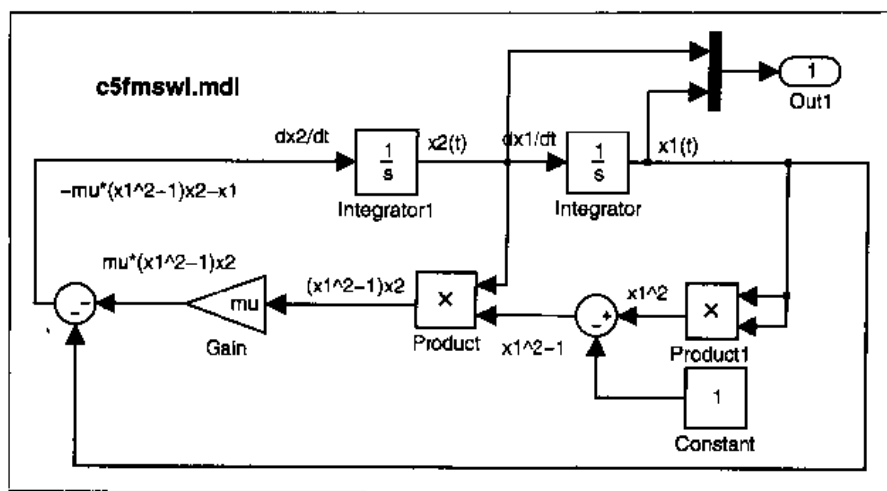 c5fmswl.mdl
1
Out1
dx2/dt
1
s
x2(t)
dx1/dt
1
s
x1(t)
Integrator1
Integrator
-mu*(x1^2-1)x2-x1
mu*(x1^2-1)x2
(x1^2-1)x2
x1^2
- -
mu
×
- +
×
Gain
Product
x1^2-1
Product1
1
Constant